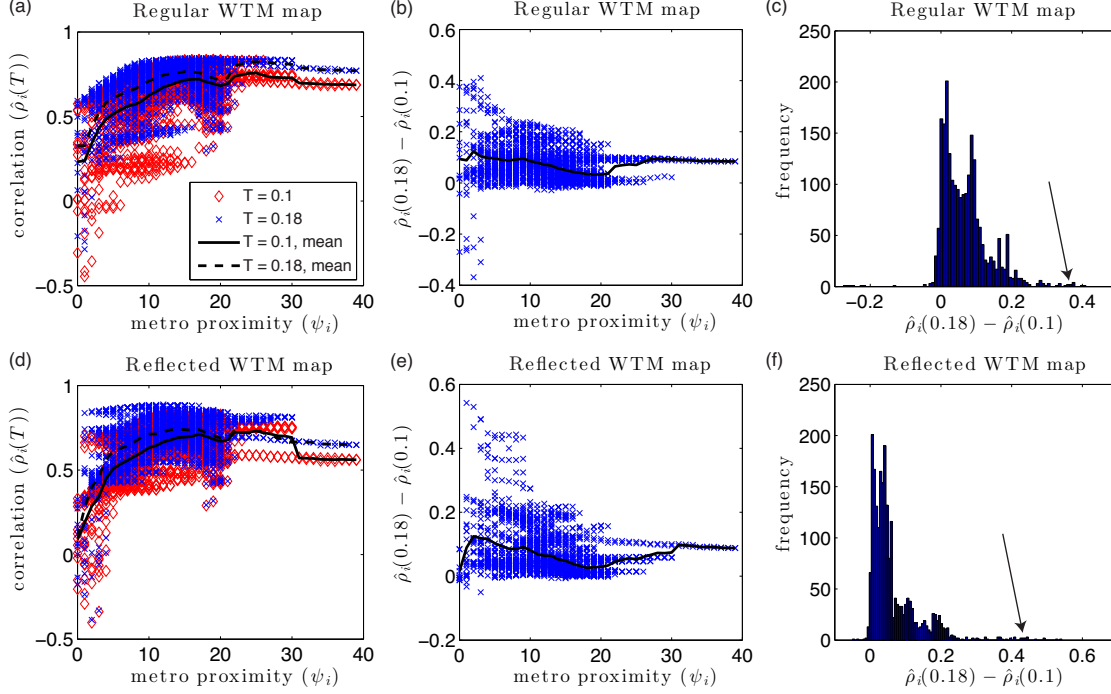 (a) Regular WTM map
correlation (ρ̂ᵢ(T))
1
0.5
0
−0.5
0 10 20 30 40
metro proximity (ψᵢ)
T = 0.1
T = 0.18
T = 0.1, mean
T = 0.18, mean
(b) Regular WTM map
ρ̂ᵢ(0.18) − ρ̂ᵢ(0.1)
0.6
0.4
0.2
0
−0.2
0.4
0 10 20 30 40
metro proximity (ψᵢ)
(c) Regular WTM map
frequency
250
200
150
100
50
0
−0.2 0 0.2 0.4
ρ̂ᵢ(0.18) − ρ̂ᵢ(0.1)
(d) Reflected WTM map
correlation (ρ̂ᵢ(T))
1
0.5
0
−0.5
0 10 20 30 40
metro proximity (ψᵢ)
(e) Reflected WTM map
ρ̂ᵢ(0.18) − ρ̂ᵢ(0.1)
0.6
0.4
0.2
0
−0.2
0 10 20 30 40
metro proximity (ψᵢ)
(f) Reflected WTM map
frequency
250
200
150
100
50
0
0 0.2 0.4 0.6
ρ̂ᵢ(0.18) − ρ̂ᵢ(0.1)